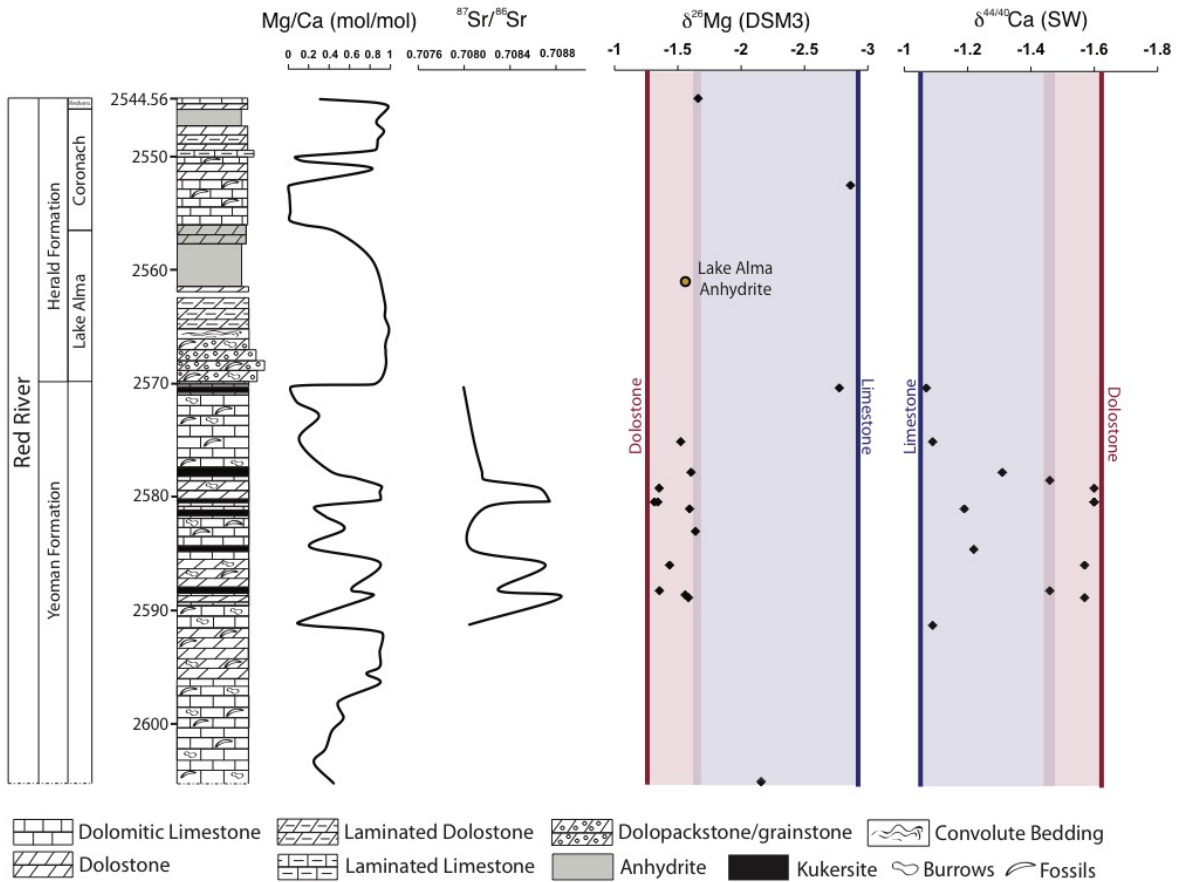 Mg/Ca (mol/mol)
⁸⁷Sr/⁸⁶Sr
δ²⁶Mg (DSM3)
δ⁴⁴/⁴⁰Ca (SW)
0 0.2 0.4 0.6 0.8 1
0.7076 0.7080 0.7084 0.7088
-1 -1.5 -2 -2.5 -3
-1 -1.2 -1.4 -1.6 -1.8
Red River
Herald Formation
Yeoman Formation
Redvers
Coronach
Lake Alma
2544.56
2550
2560
2570
2580
2590
2600
Lake Alma
Anhydrite
Dolostone
Limestone
Limestone
Dolostone
Dolomitic Limestone
Laminated Dolostone
Dolopackstone/grainstone
Convolute Bedding
Dolostone
Laminated Limestone
Anhydrite
Kukersite
Burrows
Fossils